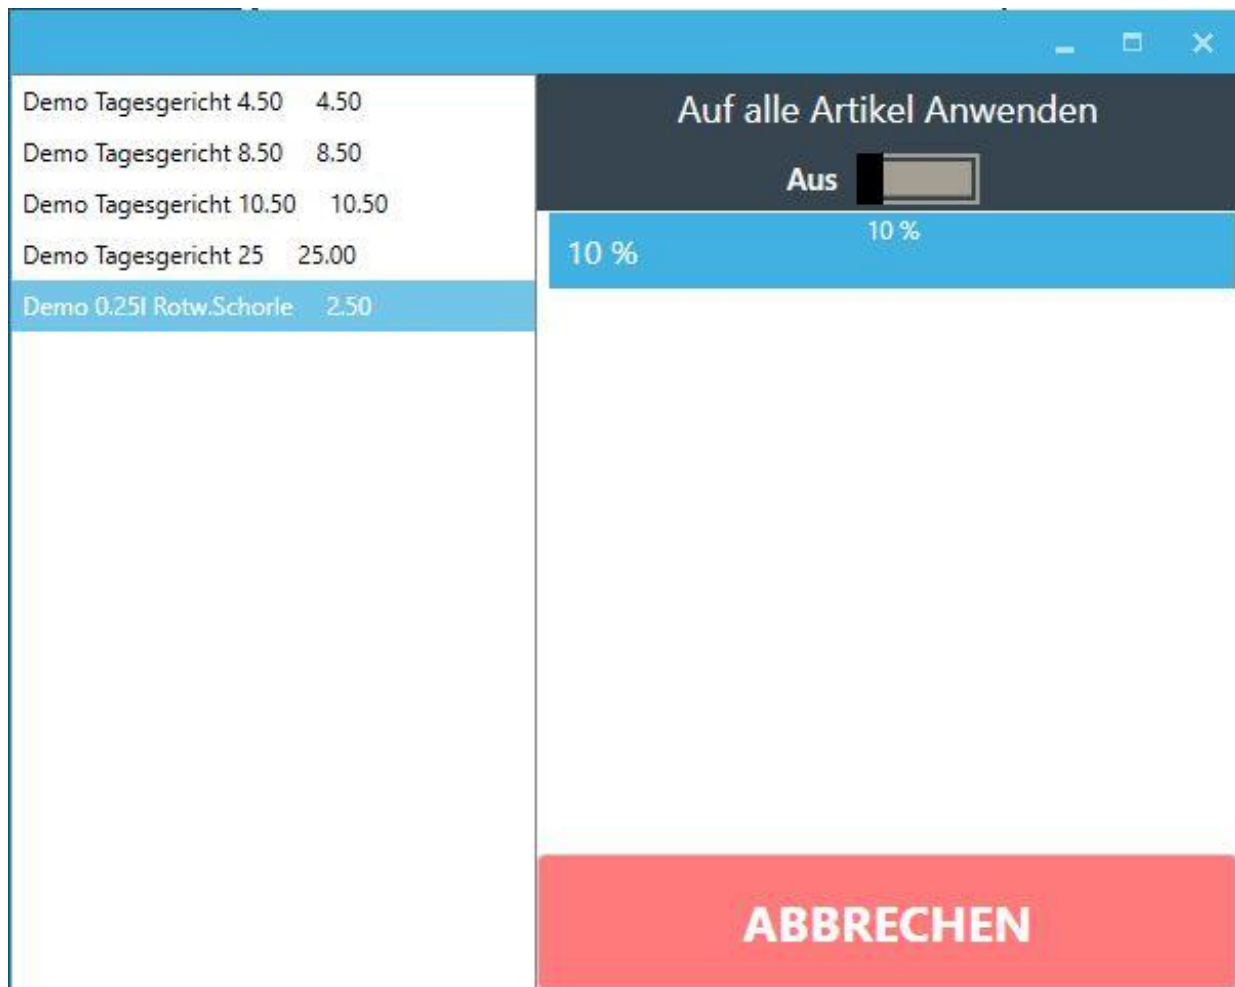 Demo Tagesgericht 4.50 4.50
Demo Tagesgericht 8.50 8.50
Demo Tagesgericht 10.50 10.50
Demo Tagesgericht 25 25.00
Demo 0.25l Rotw.Schorle 2.50
Auf alle Artikel Anwenden
Aus
10 %
10 %
ABBRECHEN